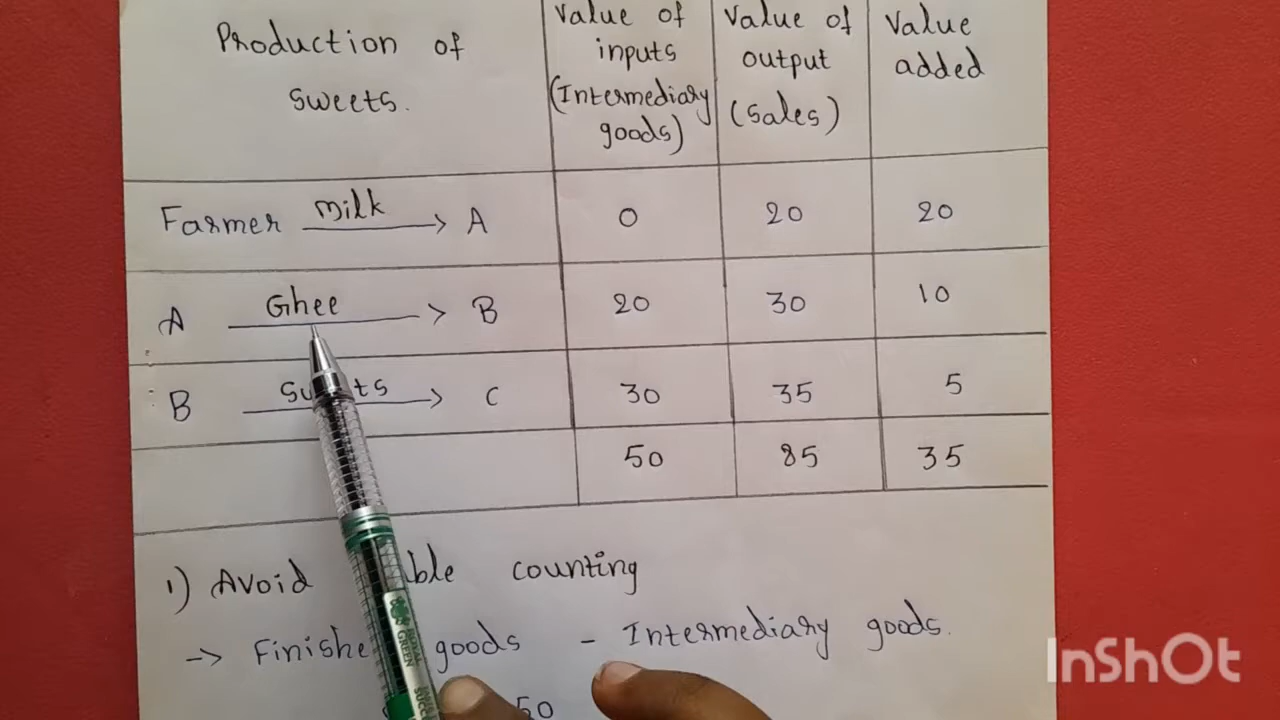 Production of sweets.
Value of inputs (Intermediary goods)
Value of output (sales)
Value added
Farmer milk → A 0 20 20
A Ghee → B 20 30 10
B → C 30 35 5
50 85 35
1) Avoid counting
→ goods - Intermediary goods.
50
InShOt